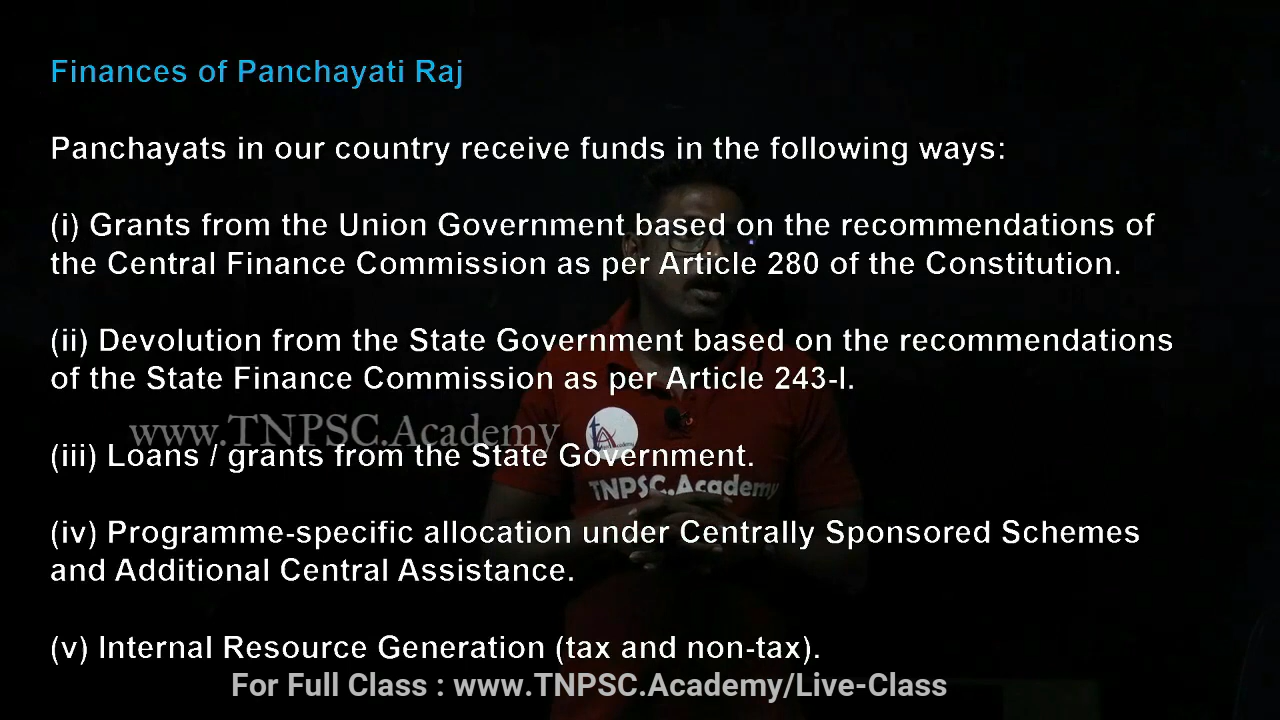 Finances of Panchayati Raj
Panchayats in our country receive funds in the following ways:
(i) Grants from the Union Government based on the recommendations of
the Central Finance Commission as per Article 280 of the Constitution.
(ii) Devolution from the State Government based on the recommendations
of the State Finance Commission as per Article 243-I.
www.TNPSC.Academy
(iii) Loans / grants from the State Government.
TNPSC.Academy
(iv) Programme-specific allocation under Centrally Sponsored Schemes
and Additional Central Assistance.
(v) Internal Resource Generation (tax and non-tax).
For Full Class : www.TNPSC.Academy/Live-Class